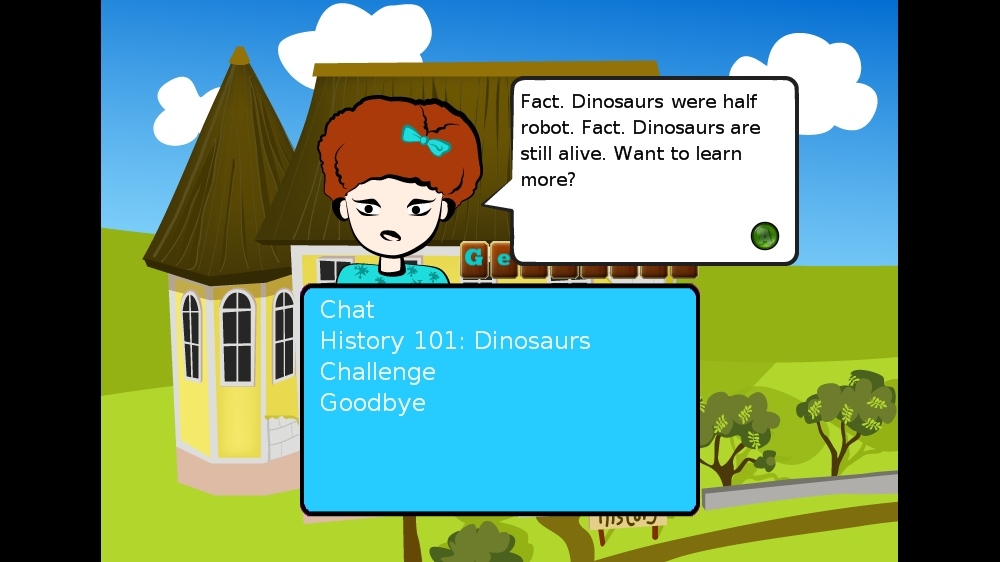 Fact. Dinosaurs were half
robot. Fact. Dinosaurs are
still alive. Want to learn
more?
Ge
Chat
History 101: Dinosaurs
Challenge
Goodbye
History